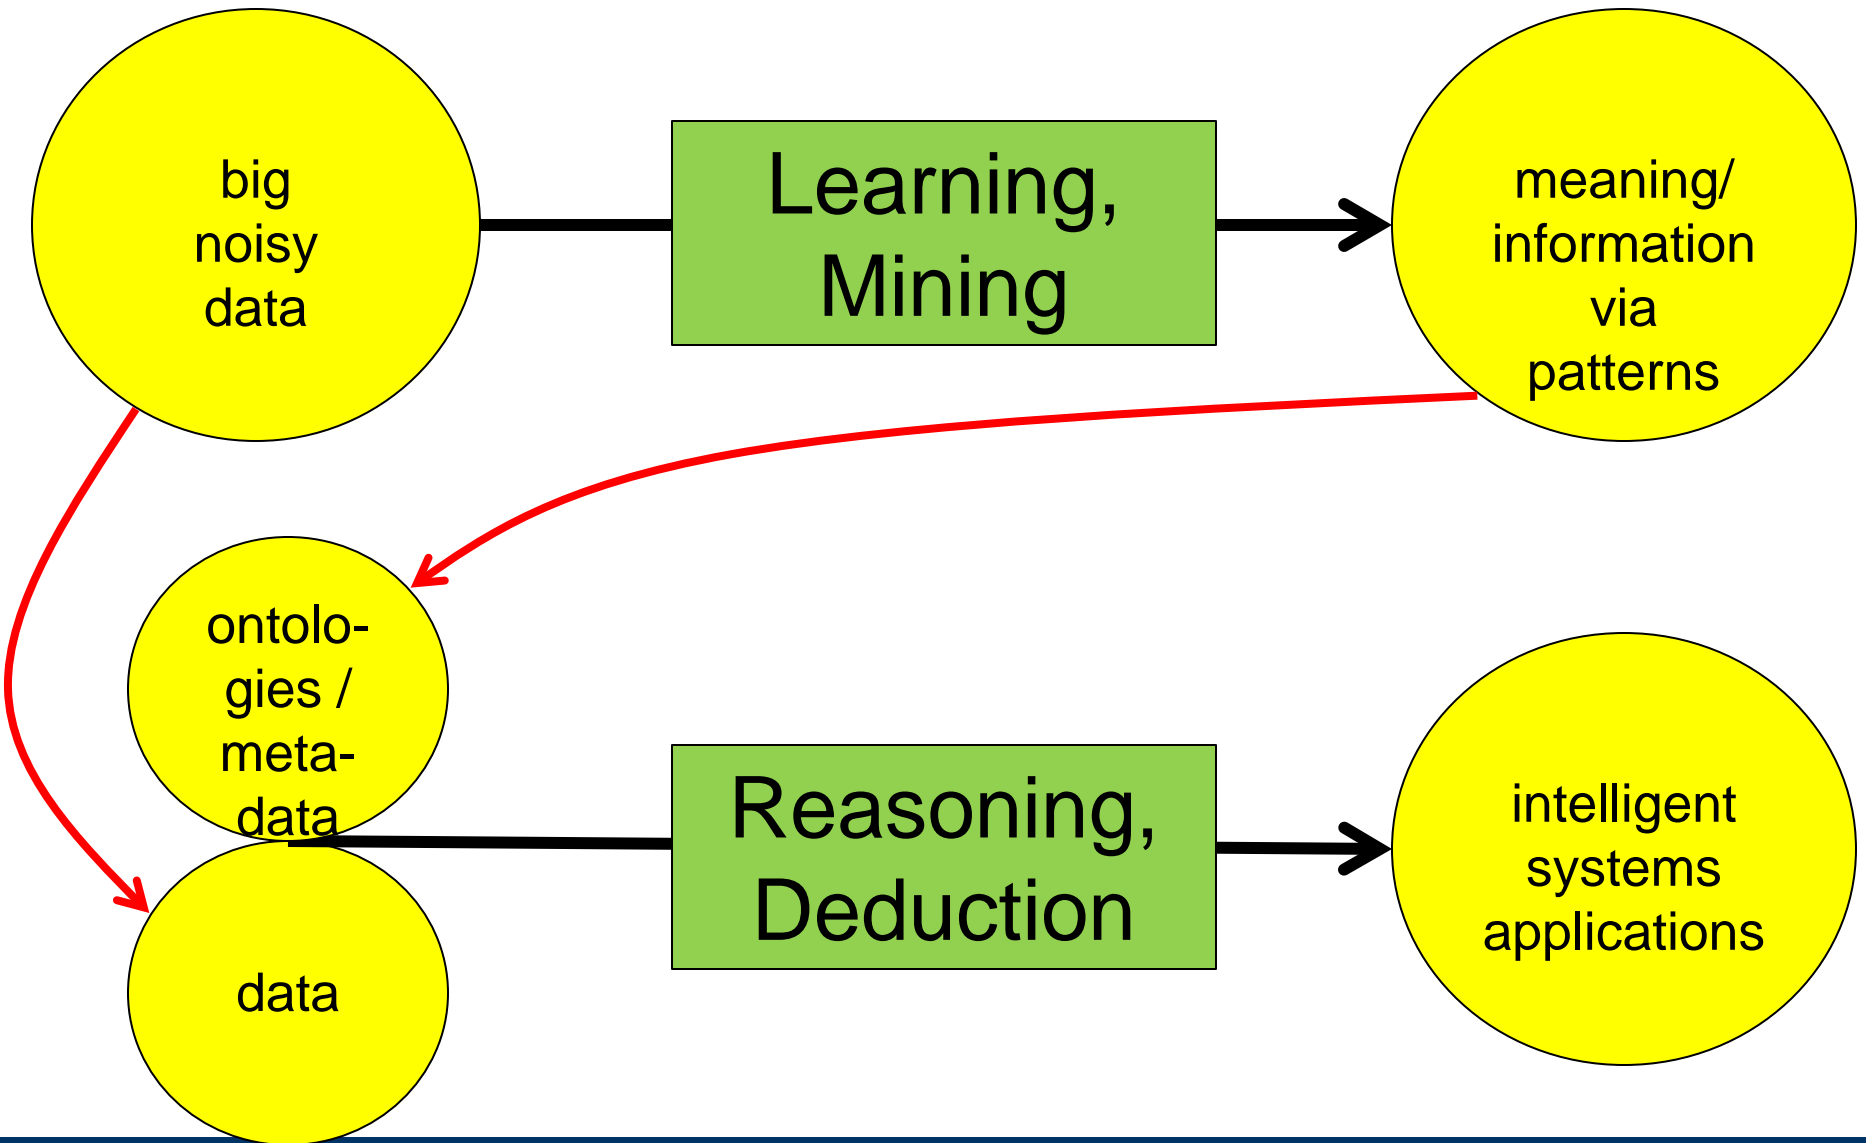 big
noisy
data
Learning,
Mining
meaning/
information
via
patterns
ontolo-
gies /
meta-
data
data
Reasoning,
Deduction
intelligent
systems
applications